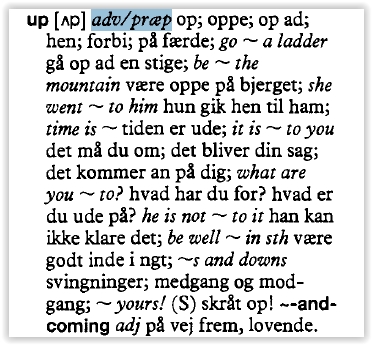 up [ʌp] adv/præp op; oppe; op ad;
hen; forbi; på færde; go ~ a ladder
gå op ad en stige; be ~ the
mountain være oppe på bjerget; she
went ~ to him hun gik hen til ham;
time is ~ tiden er ude; it is ~ to you
det må du om; det bliver din sag;
det kommer an på dig; what are
you ~ to? hvad har du for? hvad er
du ude på? he is not ~ to it han kan
ikke klare det; be well ~ in sth være
godt inde i ngt; ~s and downs
svingninger; medgang og mod-
gang; ~ yours! (S) skråt op! ~-and-
coming adj på vej frem, lovende.